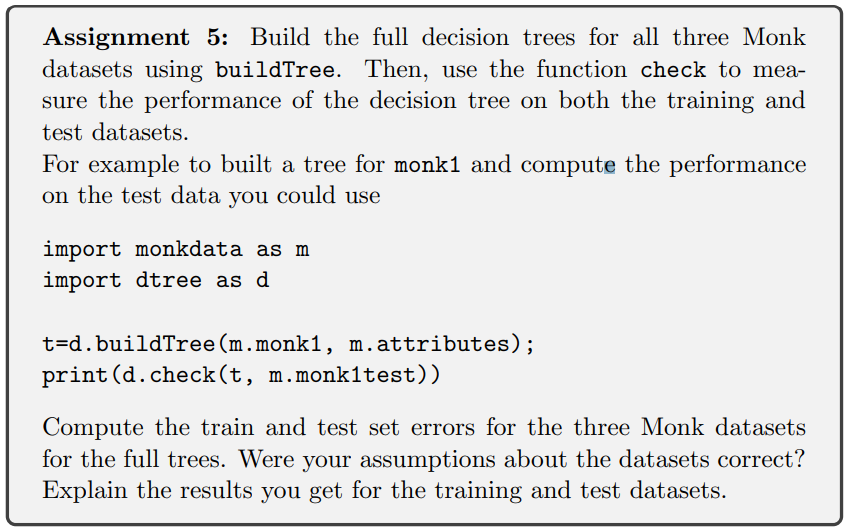 Assignment 5: Build the full decision trees for all three Monk
datasets using buildTree. Then, use the function check to mea-
sure the performance of the decision tree on both the training and
test datasets.
For example to built a tree for monk1 and compute the performance
on the test data you could use
import monkdata as m
import dtree as d
t=d.buildTree(m.monk1, m.attributes);
print(d.check(t, m.monk1test))
Compute the train and test set errors for the three Monk datasets
for the full trees. Were your assumptions about the datasets correct?
Explain the results you get for the training and test datasets.